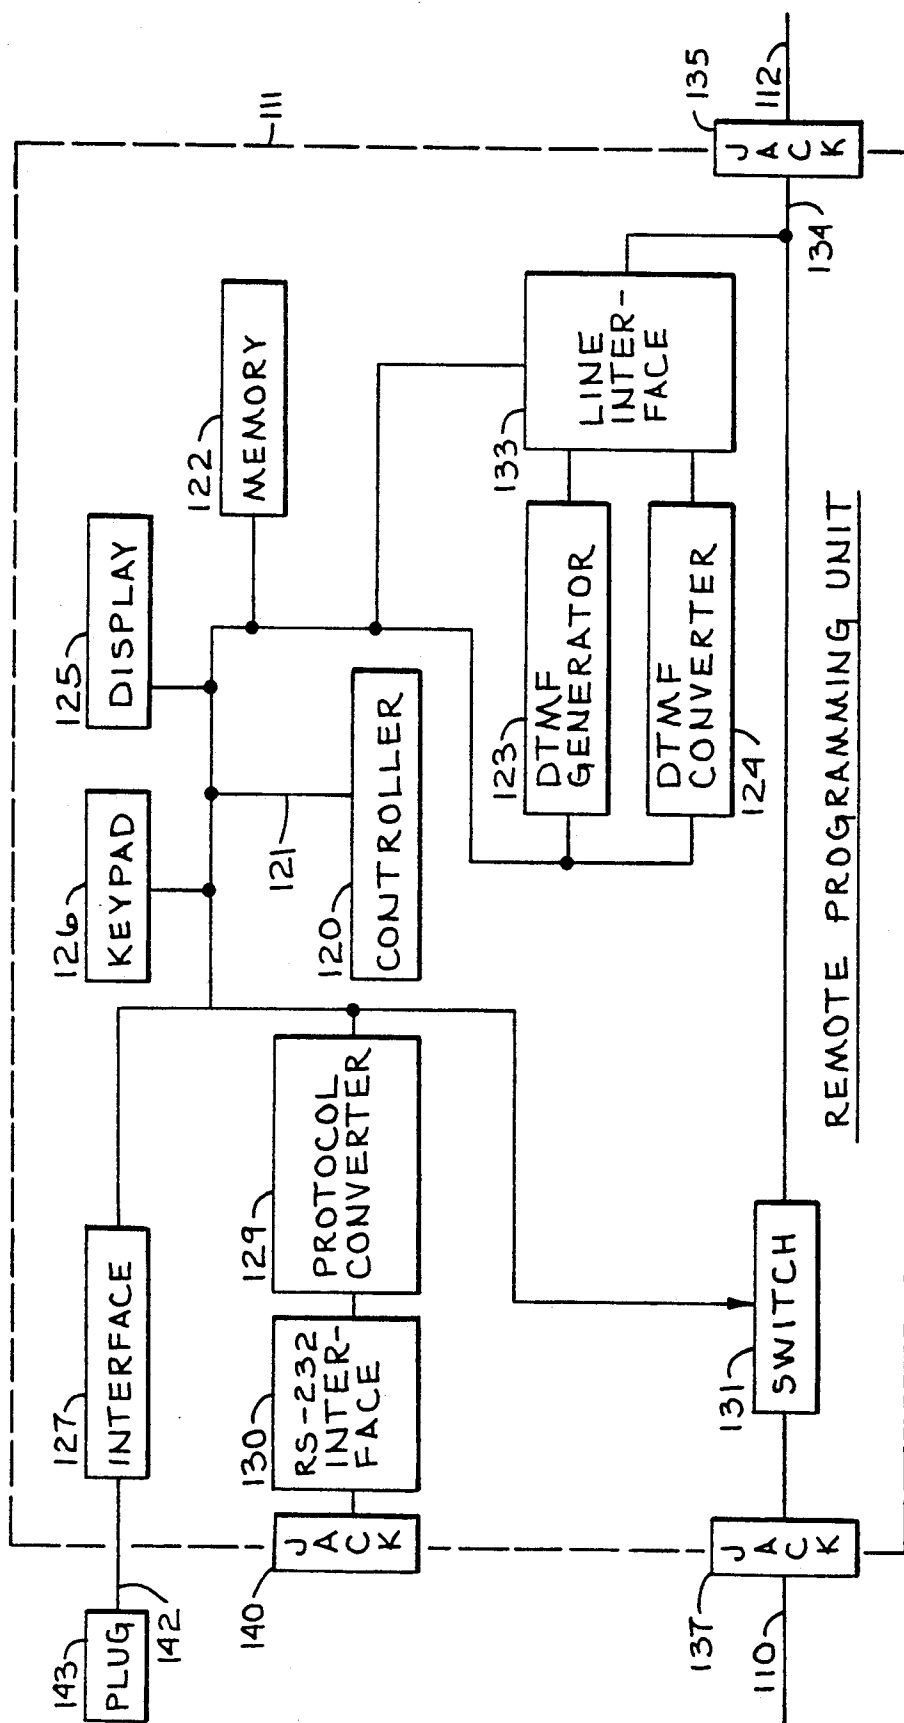 111
143
PLUG
142
127
INTERFACE
126
KEYPAD
125
DISPLAY
122
MEMORY
121
120
CONTROLLER
140
JACK
130
RS-232
INTER-
FACE
129
PROTOCOL
CONVERTER
123
DTMF
GENERATOR
124
DTMF
CONVERTER
133
LINE
INTER-
FACE
110
137
JACK
131
SWITCH
134
135
JACK
112
REMOTE PROGRAMMING UNIT